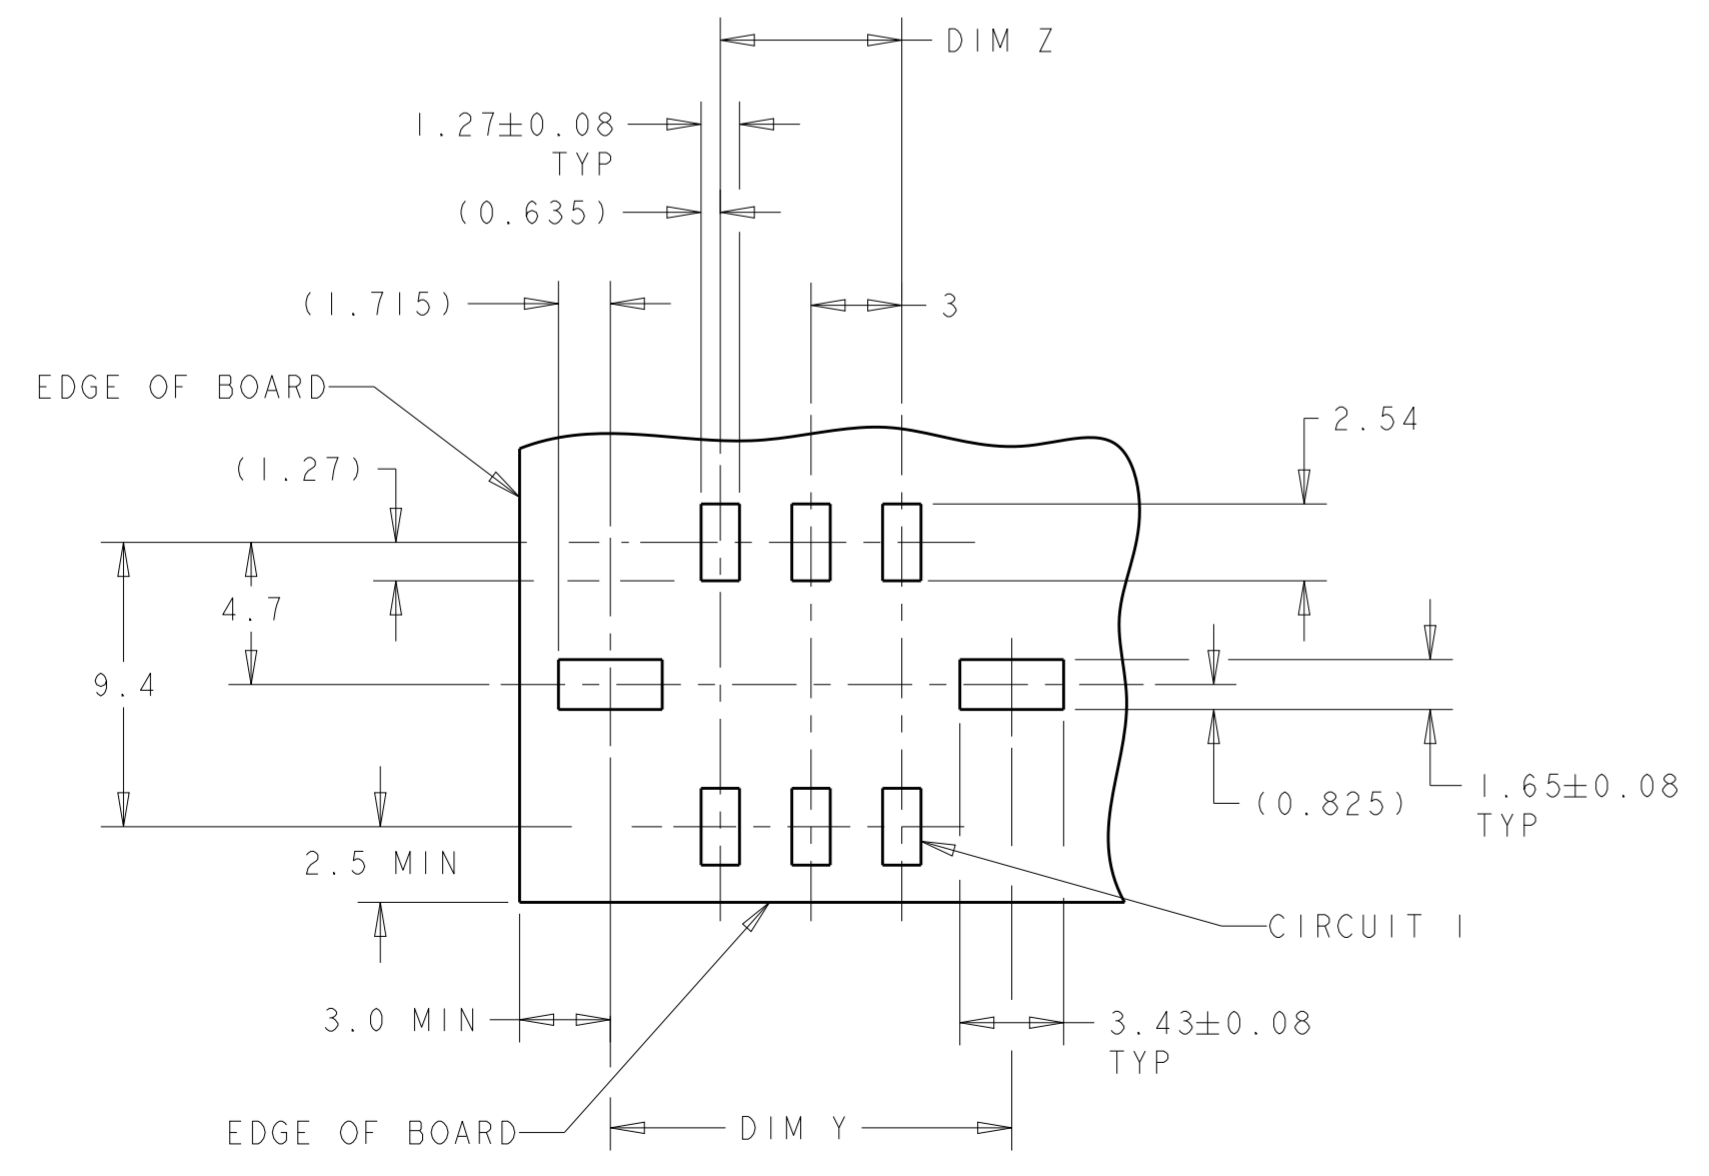 DIM Z
1.27±0.08
TYP
(0.635)
(1.715)
3
EDGE OF BOARD
2.54
(1.27)
4.7
9.4
1.65±0.08
TYP
(0.825)
2.5 MIN
CIRCUIT 1
3.0 MIN
3.43±0.08
TYP
DIM Y
EDGE OF BOARD